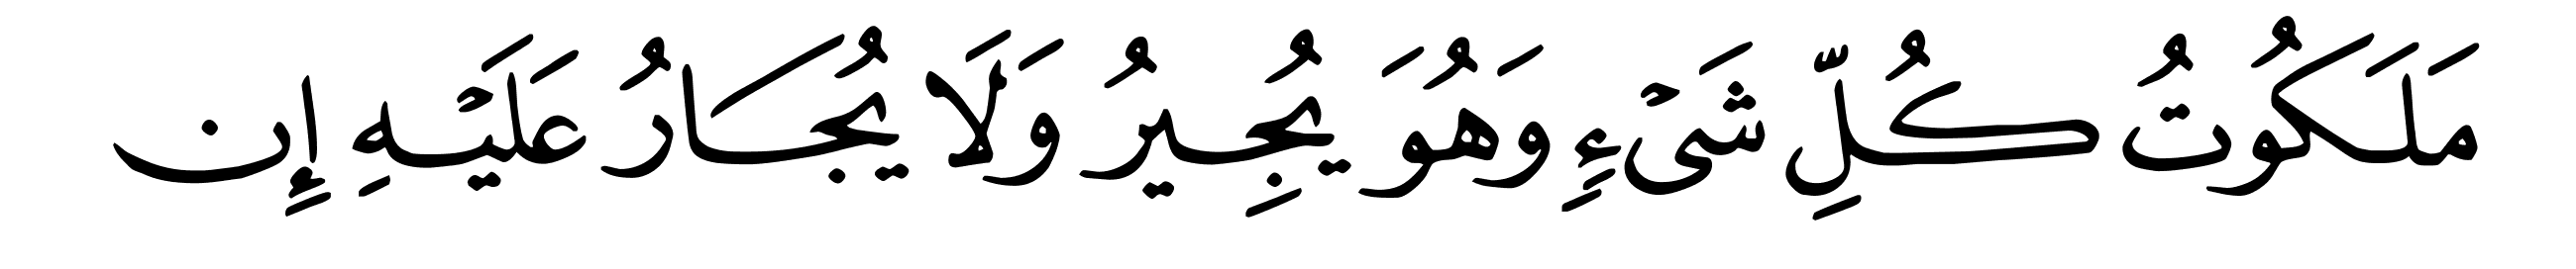 مَلَكُوتُ كُلِّ شَىْءٍ وَهُوَ يُجِيرُ وَلَا يُجَارُ عَلَيْهِ إِن